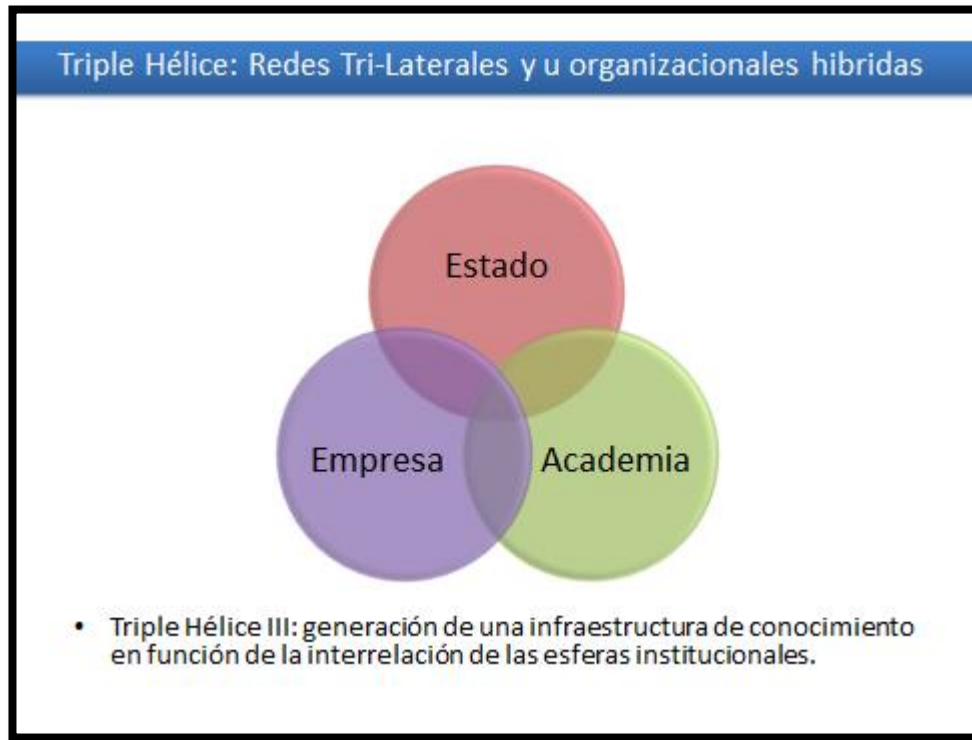 Triple Hélice: Redes Tri-Laterales y u organizacionales hibridas
Estado
Empresa
Academia
• Triple Hélice III: generación de una infraestructura de conocimiento
en función de la interrelación de las esferas institucionales.